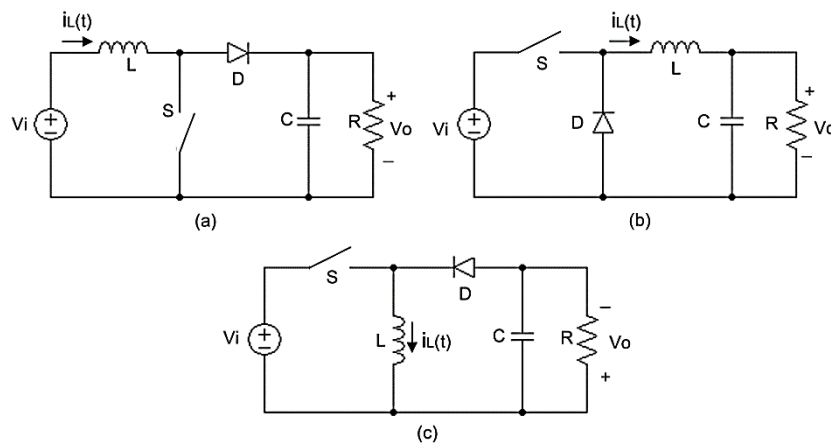 iL(t)
L
D
S
Vi
+
−
C
R
+
Vo
−
(a)
iL(t)
S
L
Vi
+
−
D
C
R
+
Vo
−
(b)
S
D
Vi
+
−
L
iL(t)
C
R
−
Vo
+
(c)